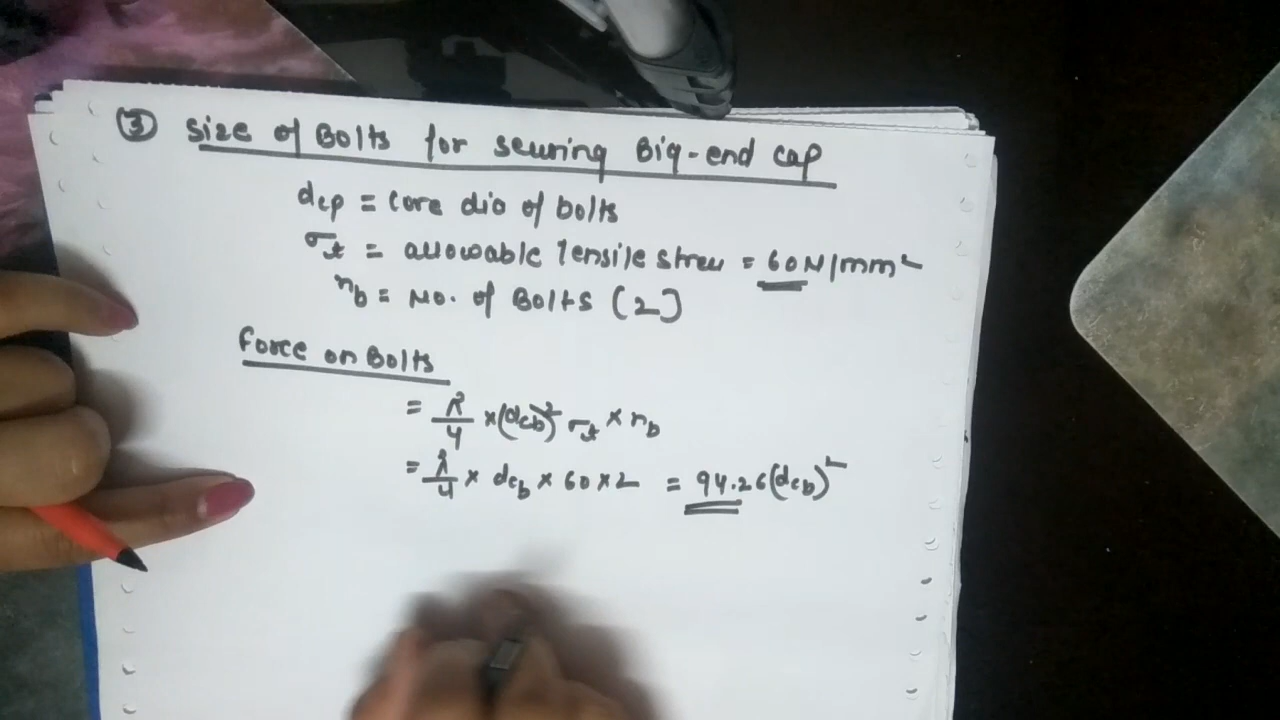 ③ Size of Bolts for securing Big-end cap
dcp = Core dia of bolts
σt = allowable Tensile stress = 60 N/mm²
nb = No. of Bolts (2)
Force on Bolts
= π/4 × (dcb)² σt × nb
= π/4 × dcb × 60 × 2 = 94.26 (dcb)²